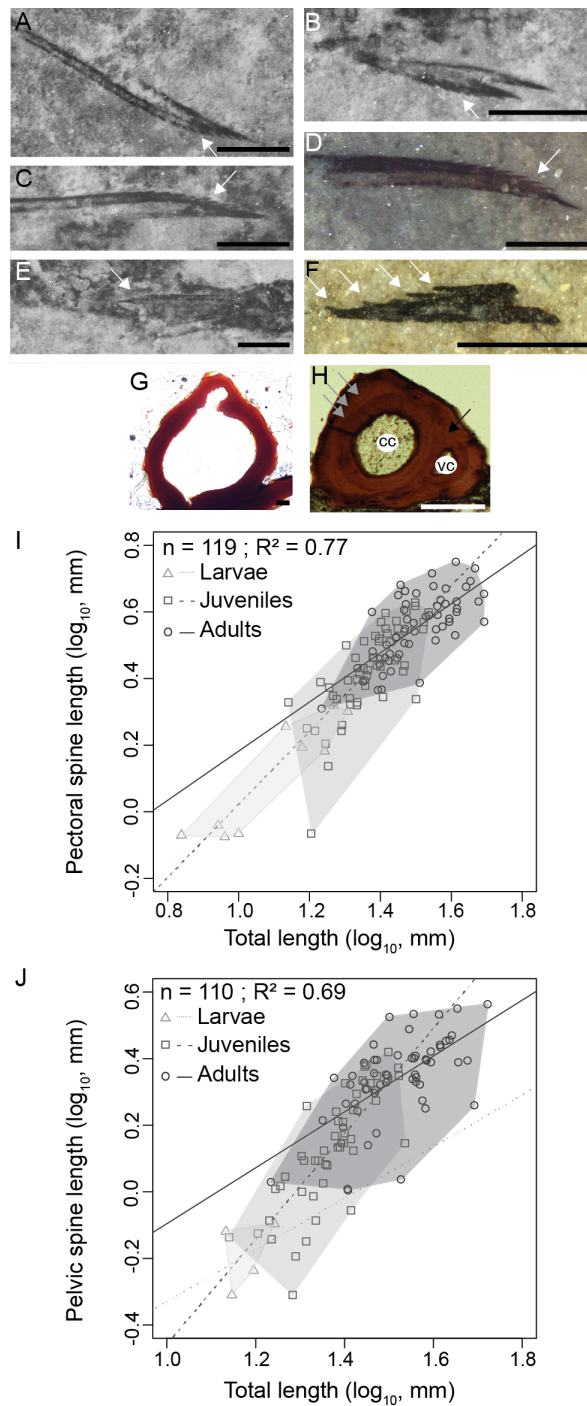 A
B
C
D
E
F
G
H
cc
vc
I
n = 119 ; R² = 0.77
Larvae
Juveniles
Adults
0.8
0.6
0.4
0.2
0.0
-0.2
Pectoral spine length (log₁₀, mm)
0.8 1.0 1.2 1.4 1.6 1.8
Total length (log₁₀, mm)
J
n = 110 ; R² = 0.69
Larvae
Juveniles
Adults
0.6
0.4
0.2
0.0
-0.2
-0.4
Pelvic spine length (log₁₀, mm)
1.0 1.2 1.4 1.6 1.8
Total length (log₁₀, mm)